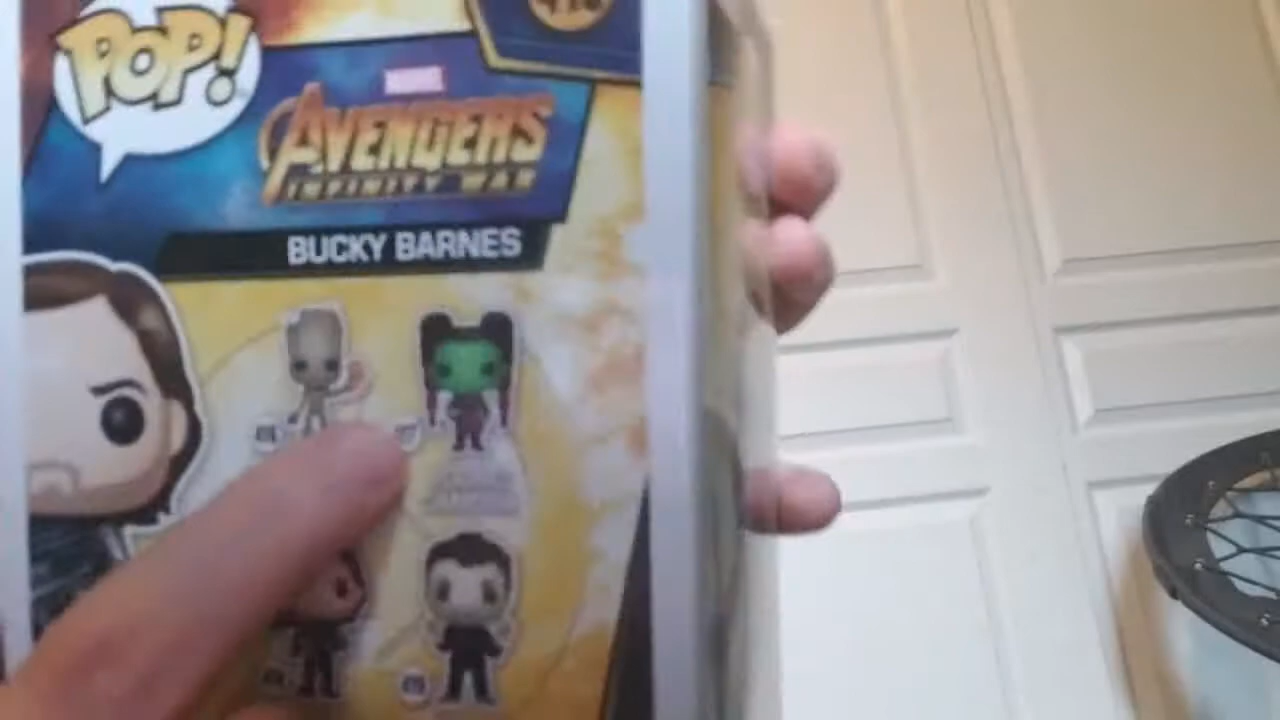 POP!
MARVEL
AVENGERS
INFINITY WAR
BUCKY BARNES